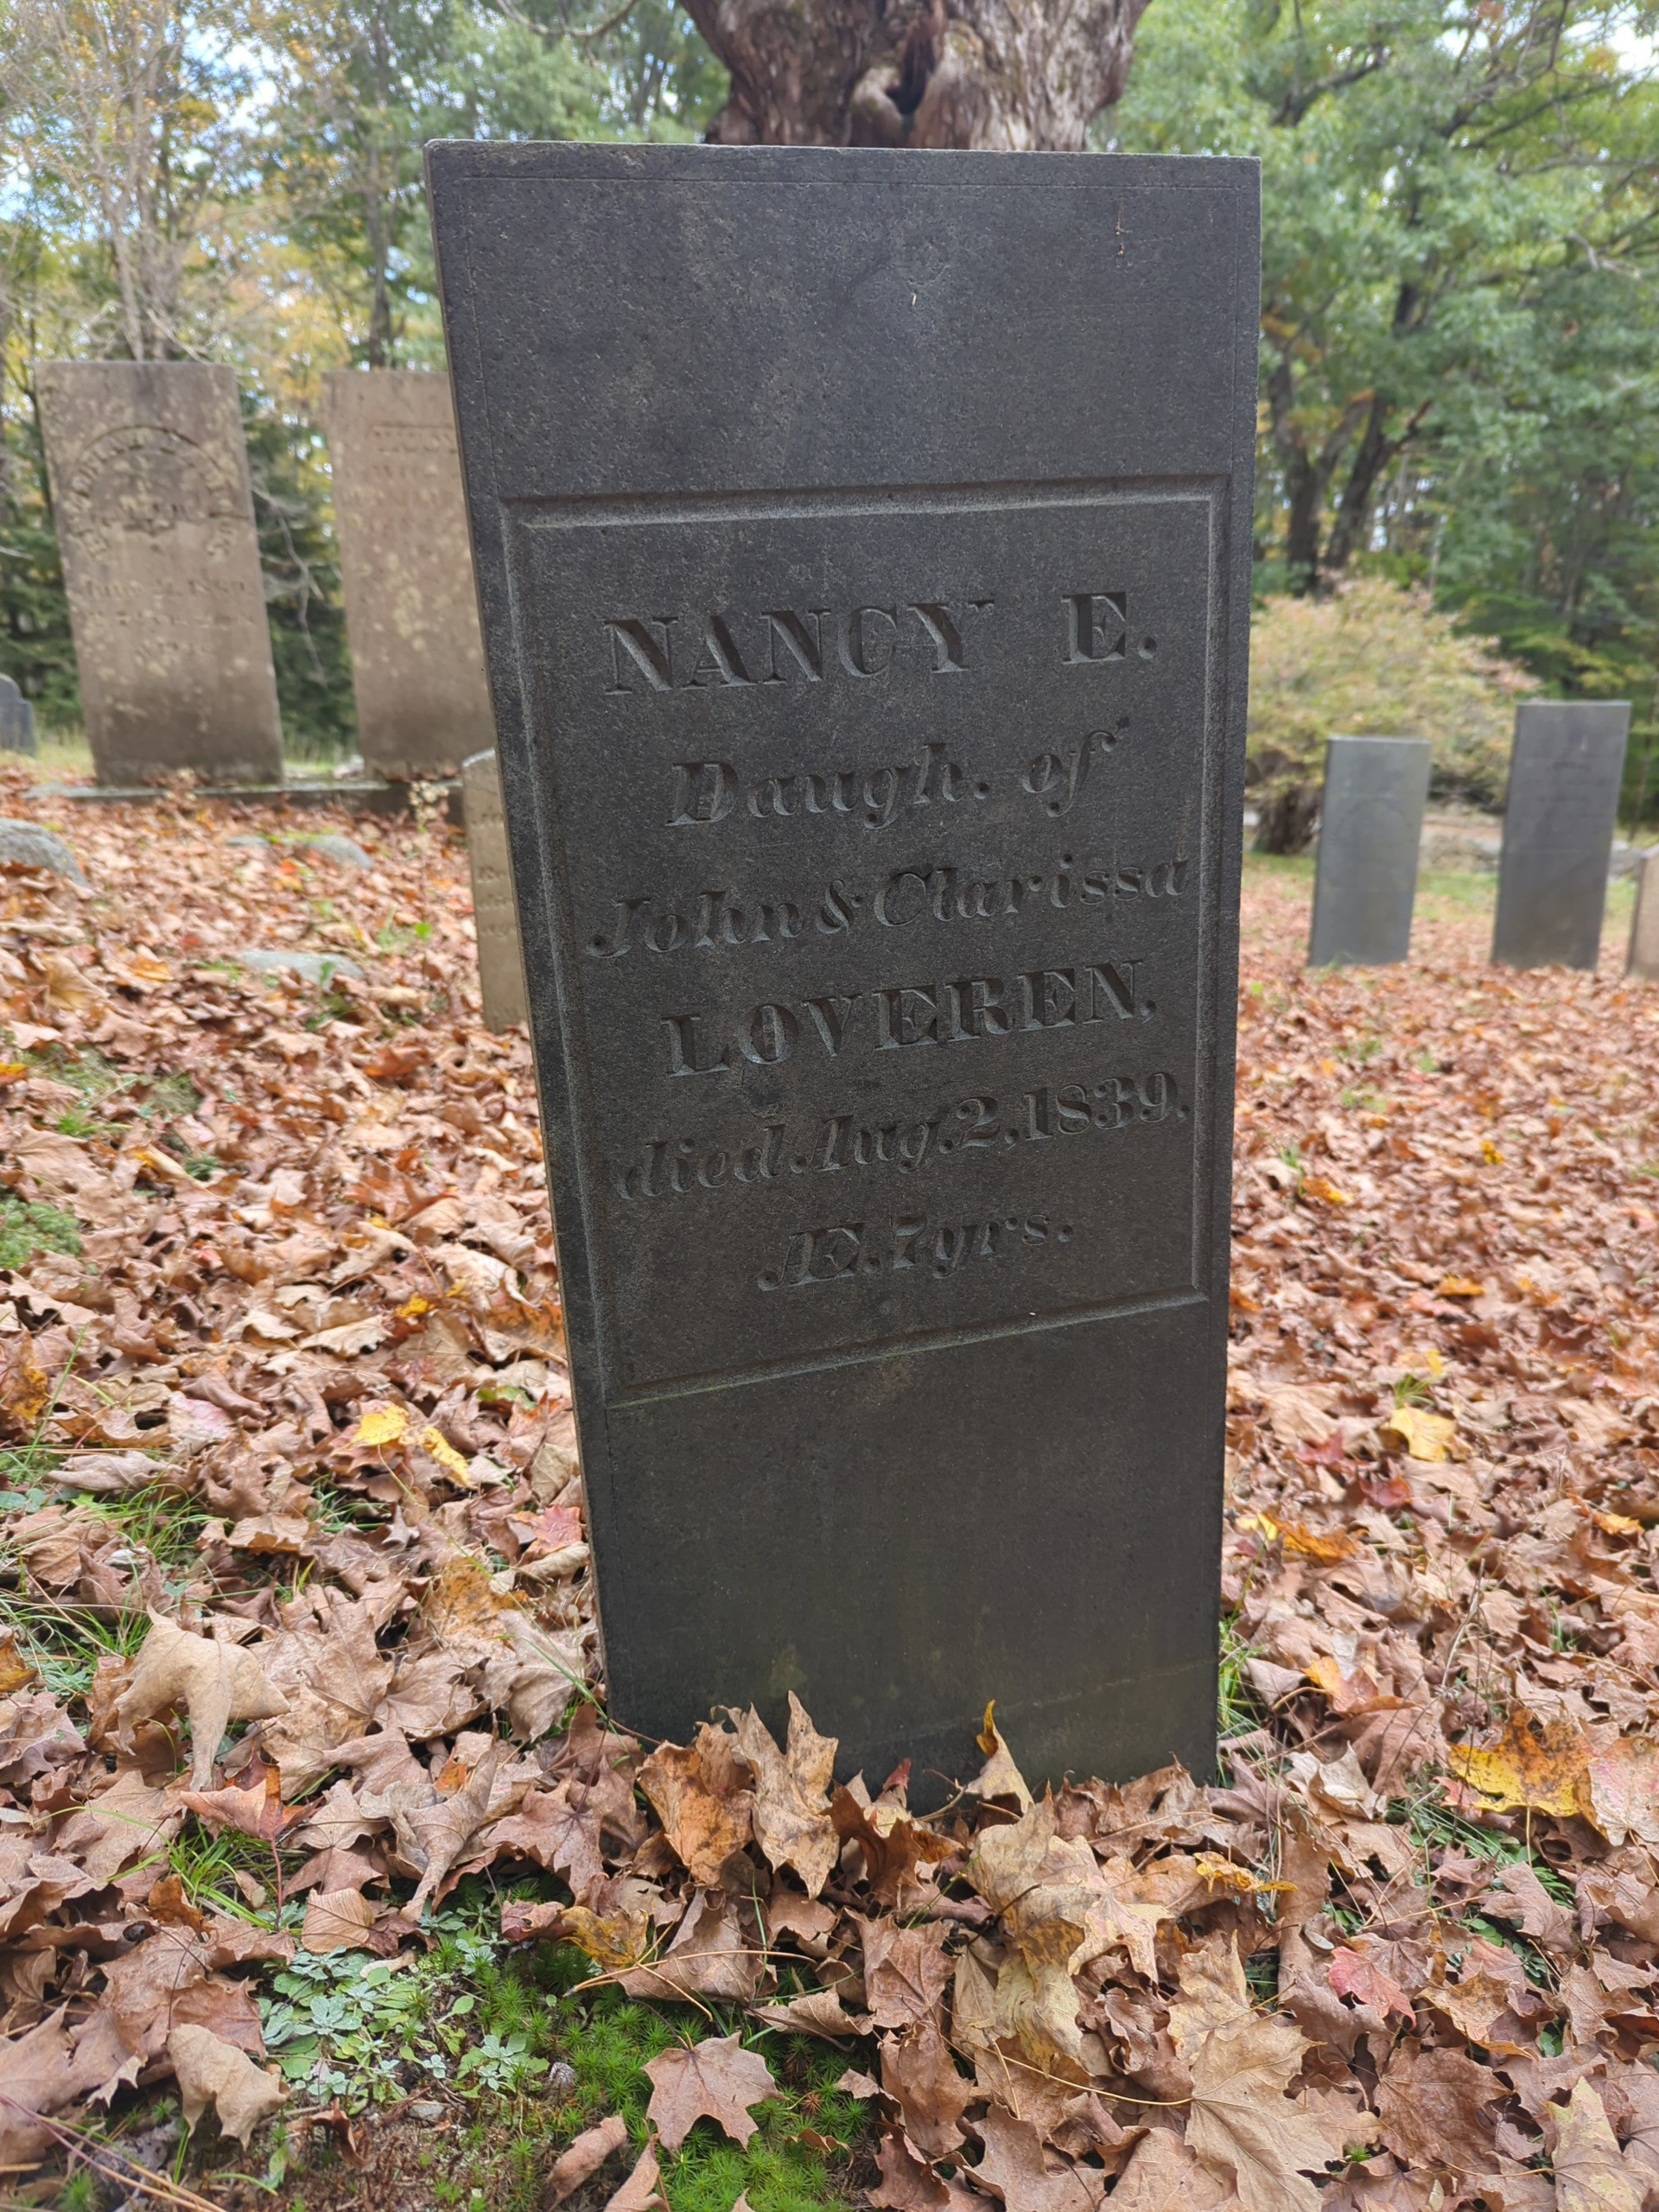 NANCY E.
Daugh. of
John & Clarissa
LOVEREN,
died Aug. 2, 1839,
Æ. 7 yrs.